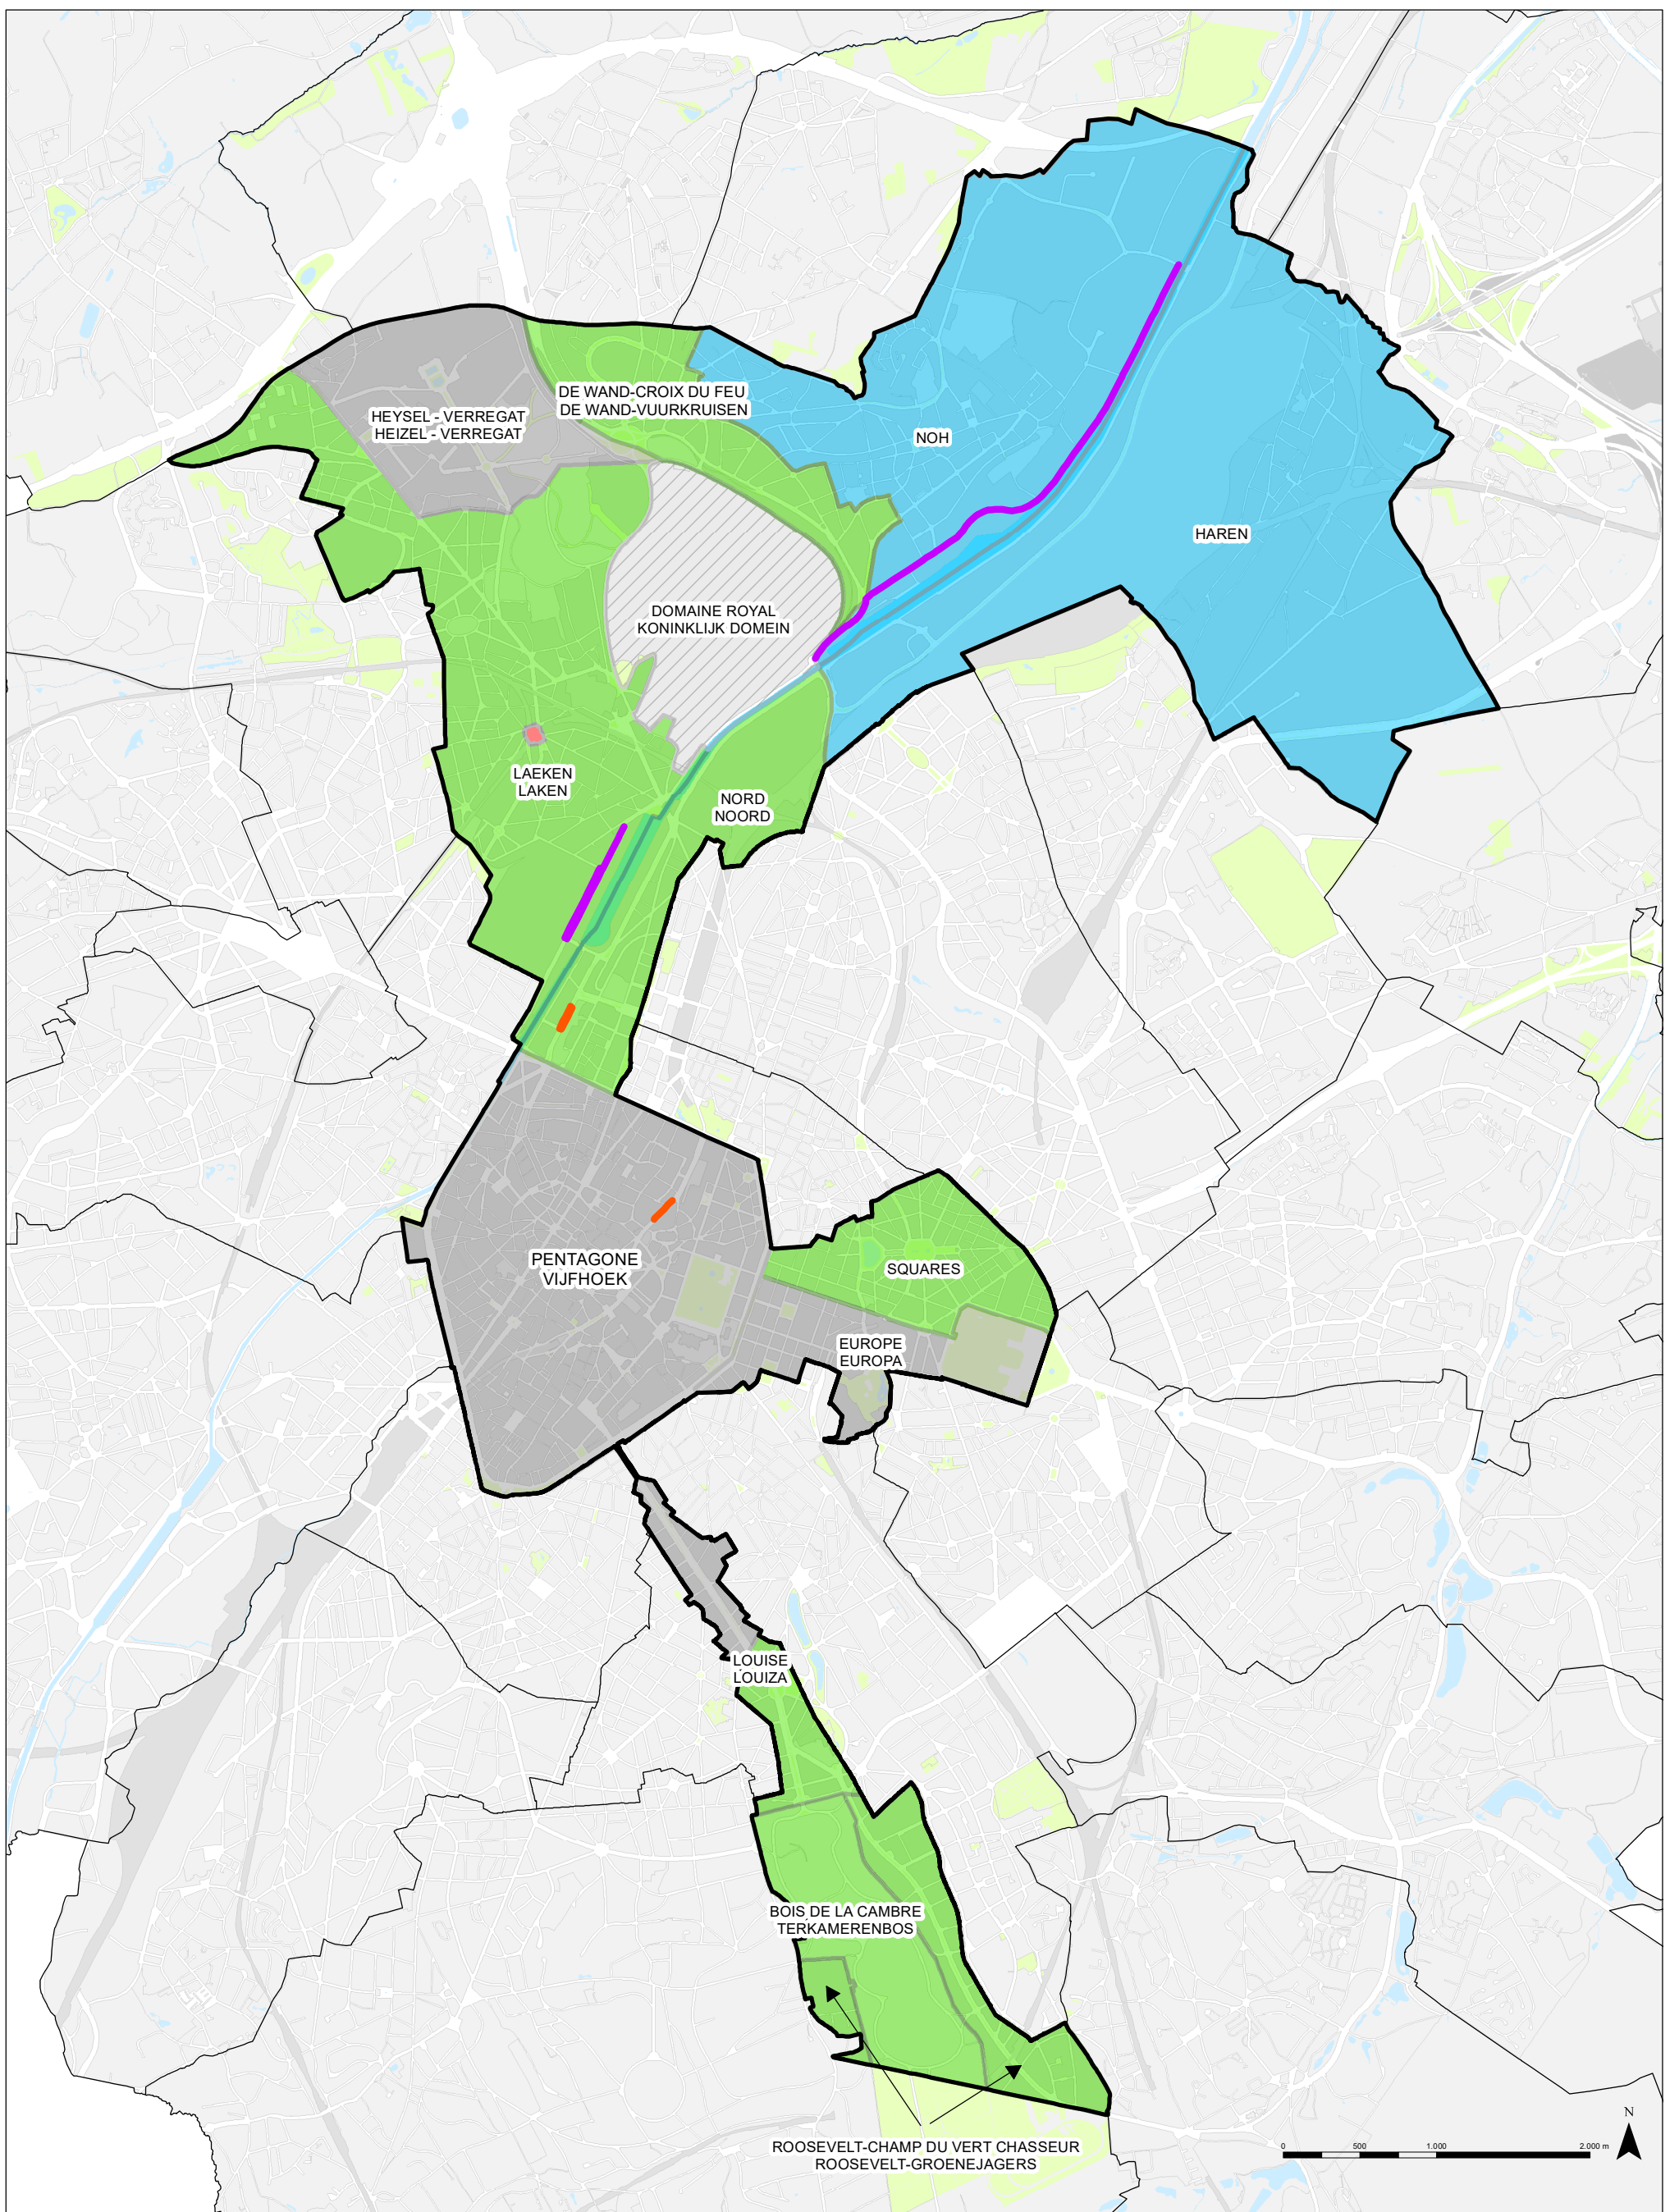 DE WAND-CROIX DU FEU
DE WAND-VUURKRUISEN
HEYSEL - VERREGAT
HEIZEL - VERREGAT
NOH
HAREN
DOMAINE ROYAL
KONINKLIJK DOMEIN
LAEKEN
LAKEN
NORD
NOORD
PENTAGONE
VIJFHOEK
SQUARES
EUROPE
EUROPA
LOUISE
LOUIZA
BOIS DE LA CAMBRE
TERKAMERENBOS
ROOSEVELT-CHAMP DU VERT CHASSEUR
ROOSEVELT-GROENEJAGERS
0 500 1.000 2.000 m
N